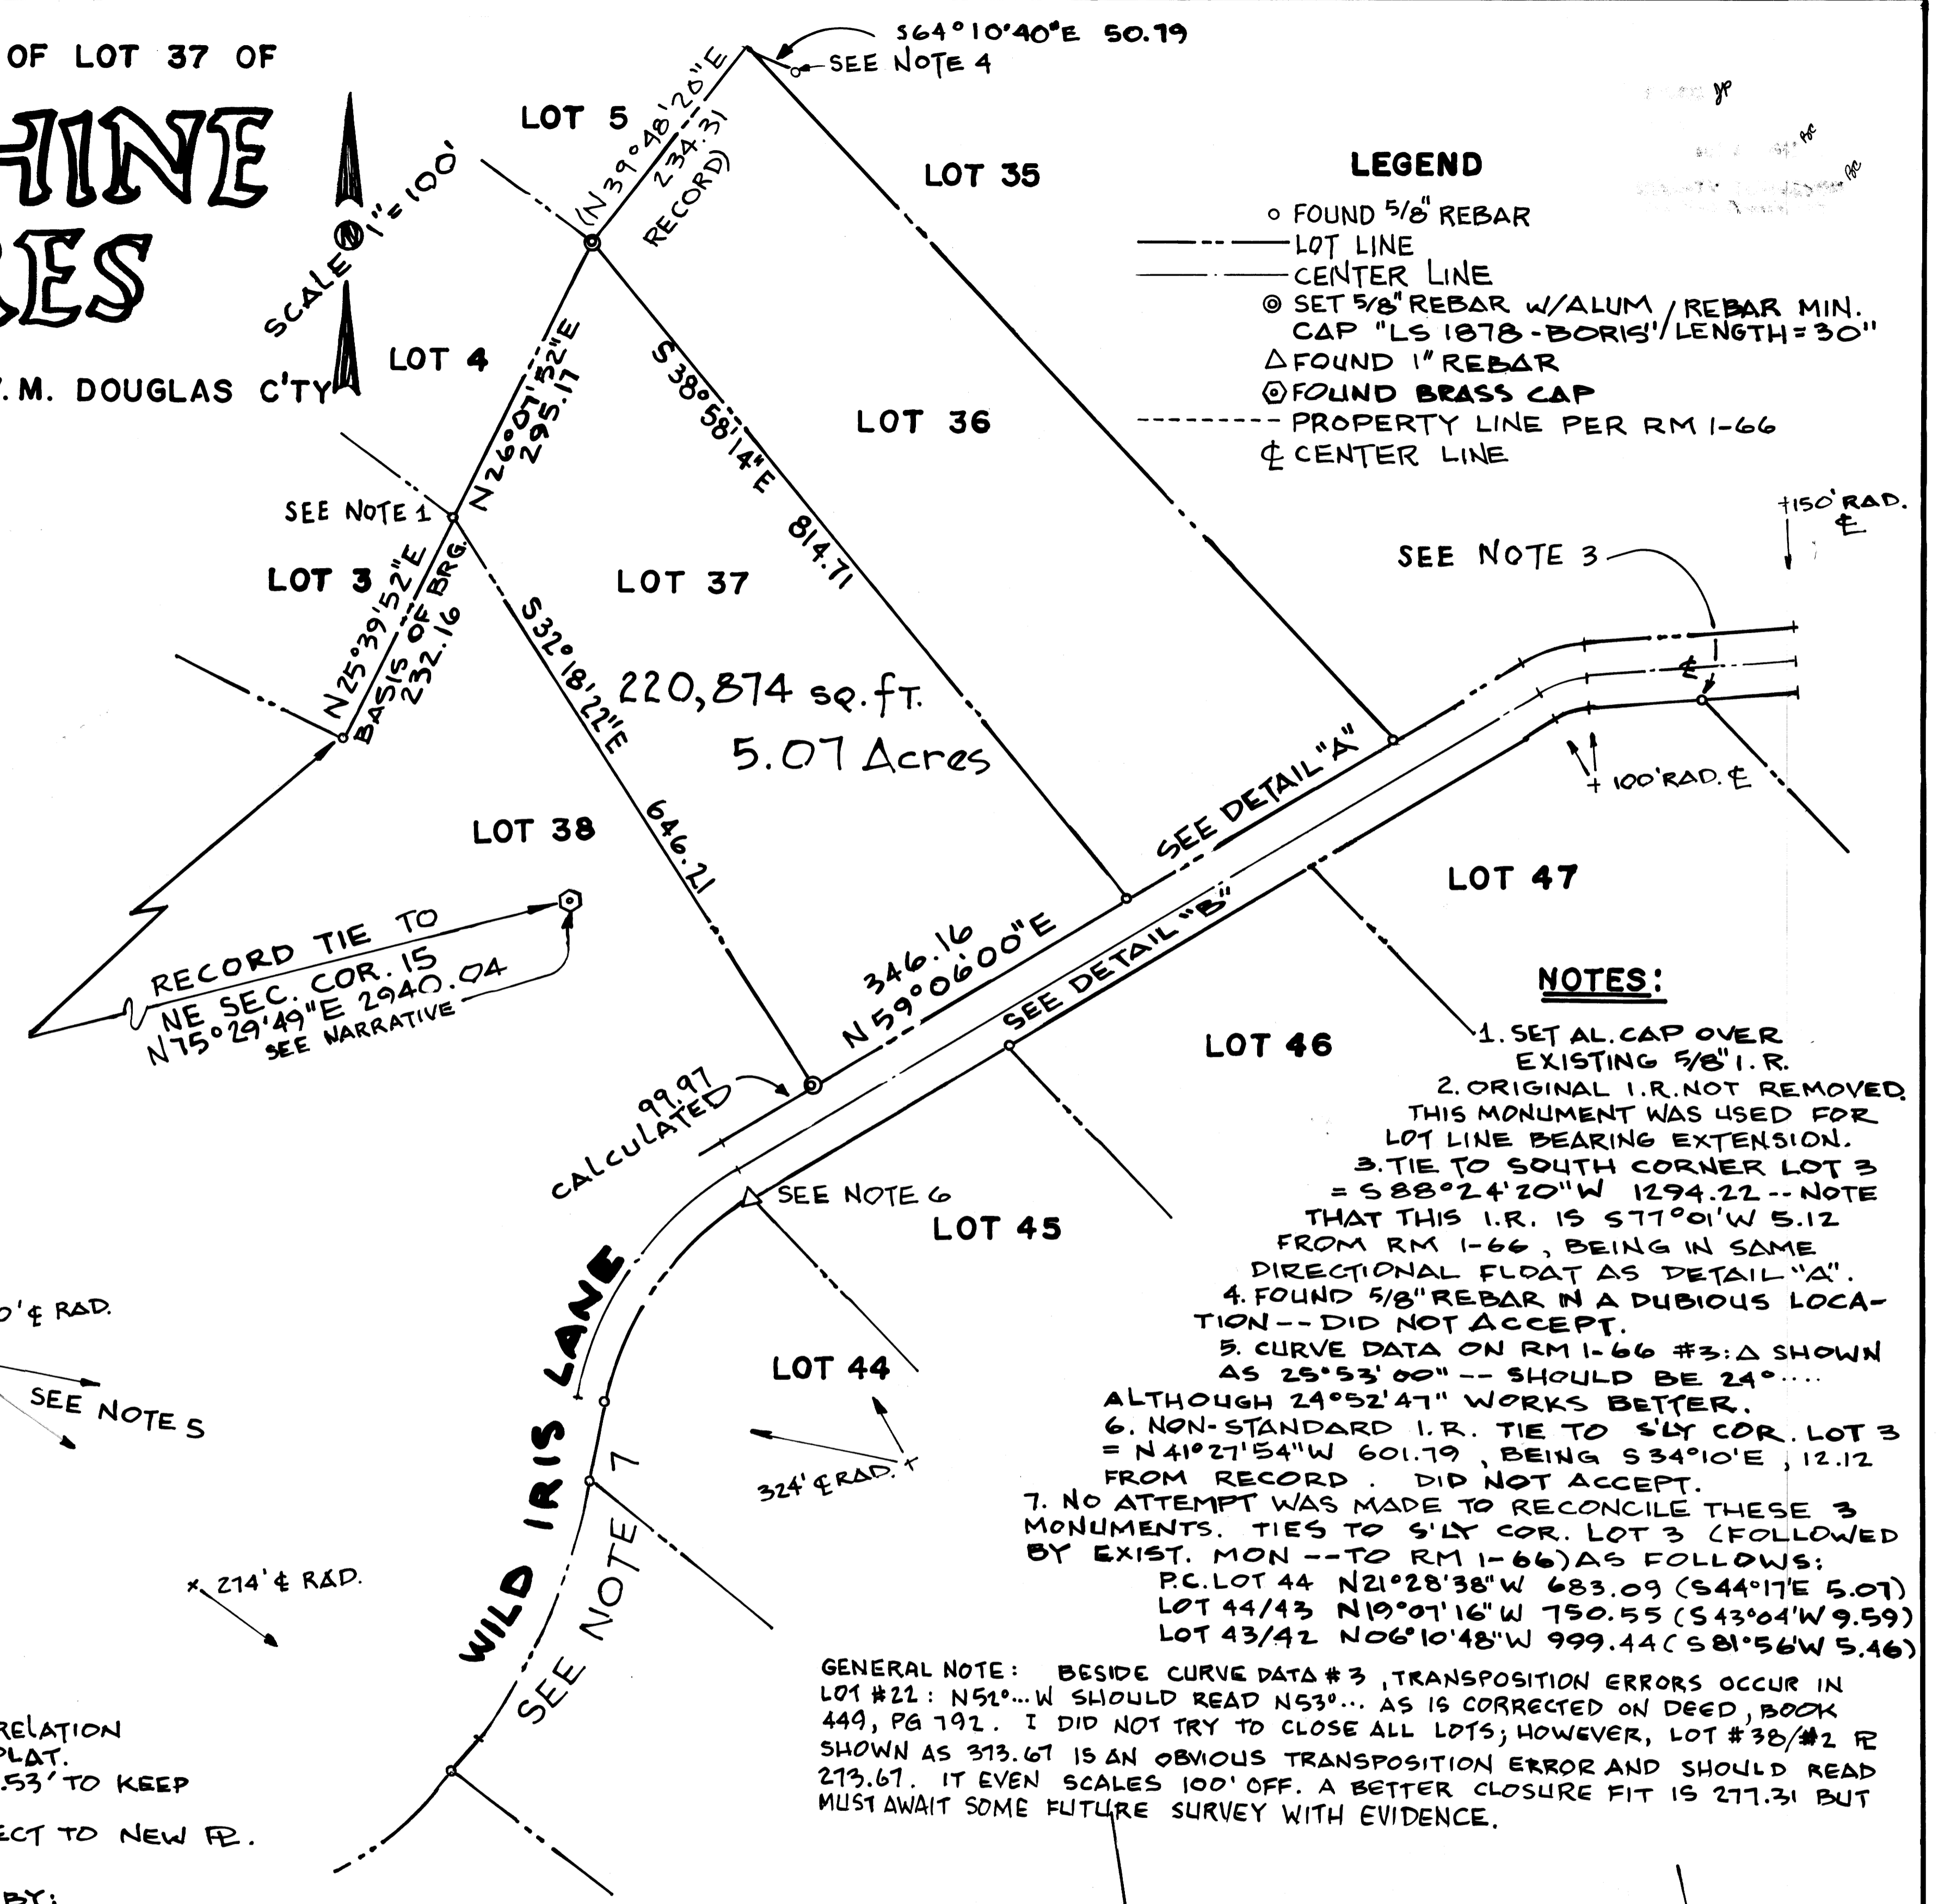 OF LOT 37 OF
HINE
RES
.M. DOUGLAS C'TY
SCALE 1"=100'
N
S64°10'40"E 50.79
SEE NOTE 4
LOT 5
(N39°48'20"E
234.31
RECORD)
LOT 35
LOT 4
N26°07'52"E
295.17
S38°58'14"E 814.71
LOT 36
SEE NOTE 1
LOT 3
N25°39'52"E
BASIS OF BRG.
232.16
LOT 37
S32°18'22"E
646.21
220,874 SQ.FT.
5.07 Acres
LOT 38
RECORD TIE TO
NE SEC. COR. 15
N75°29'49"E 2940.04
SEE NARRATIVE
346.16
N59°06'00"E
SEE DETAIL "A"
SEE DETAIL "B"
99.97
CALCULATED
LEGEND
FOUND 5/8" REBAR
LOT LINE
CENTER LINE
SET 5/8" REBAR W/ALUM / REBAR MIN.
CAP "LS 1878-BORIS" / LENGTH=30"
FOUND 1" REBAR
FOUND BRASS CAP
PROPERTY LINE PER RM 1-66
℄ CENTER LINE
150' RAD.
℄
SEE NOTE 3
℄
100' RAD. ℄
LOT 47
LOT 46
SEE NOTE 6
LOT 45
LOT 44
324' ℄ RAD.
WILD IRIS LANE
SEE NOTE 7
0' ℄ RAD.
SEE NOTE 5
274' ℄ RAD.
RELATION
PLAT.
.53' TO KEEP
ECT TO NEW PL.
BY:
NOTES:
1. SET AL. CAP OVER
EXISTING 5/8" I.R.
2. ORIGINAL I.R. NOT REMOVED.
THIS MONUMENT WAS USED FOR
LOT LINE BEARING EXTENSION.
3. TIE TO SOUTH CORNER LOT 3
= S88°24'20"W 1294.22 -- NOTE
THAT THIS I.R. IS S77°01'W 5.12
FROM RM 1-66, BEING IN SAME
DIRECTIONAL FLOAT AS DETAIL "A".
4. FOUND 5/8" REBAR IN A DUBIOUS LOCA-
TION -- DID NOT ACCEPT.
5. CURVE DATA ON RM 1-66 #3: Δ SHOWN
AS 25°53'00" -- SHOULD BE 24°....
ALTHOUGH 24°52'47" WORKS BETTER.
6. NON-STANDARD I.R. TIE TO S'LY COR. LOT 3
= N41°27'54"W 601.79, BEING S34°10'E, 12.12
FROM RECORD. DID NOT ACCEPT.
7. NO ATTEMPT WAS MADE TO RECONCILE THESE 3
MONUMENTS. TIES TO S'LY COR. LOT 3 (FOLLOWED
BY EXIST. MON -- TO RM 1-66) AS FOLLOWS:
P.C. LOT 44 N21°28'38"W 683.09 (S44°17'E 5.07)
LOT 44/43 N19°07'16"W 750.55 (S43°04'W 9.59)
LOT 43/42 N06°10'48"W 999.44 (S81°56'W 5.46)
GENERAL NOTE: BESIDE CURVE DATA #3, TRANSPOSITION ERRORS OCCUR IN
LOT #22: N52°...W SHOULD READ N53°... AS IS CORRECTED ON DEED, BOOK
449, PG 792. I DID NOT TRY TO CLOSE ALL LOTS; HOWEVER, LOT #38/#2 PL
SHOWN AS 373.67 IS AN OBVIOUS TRANSPOSITION ERROR AND SHOULD READ
273.67. IT EVEN SCALES 100' OFF. A BETTER CLOSURE FIT IS 277.31 BUT
MUST AWAIT SOME FUTURE SURVEY WITH EVIDENCE.